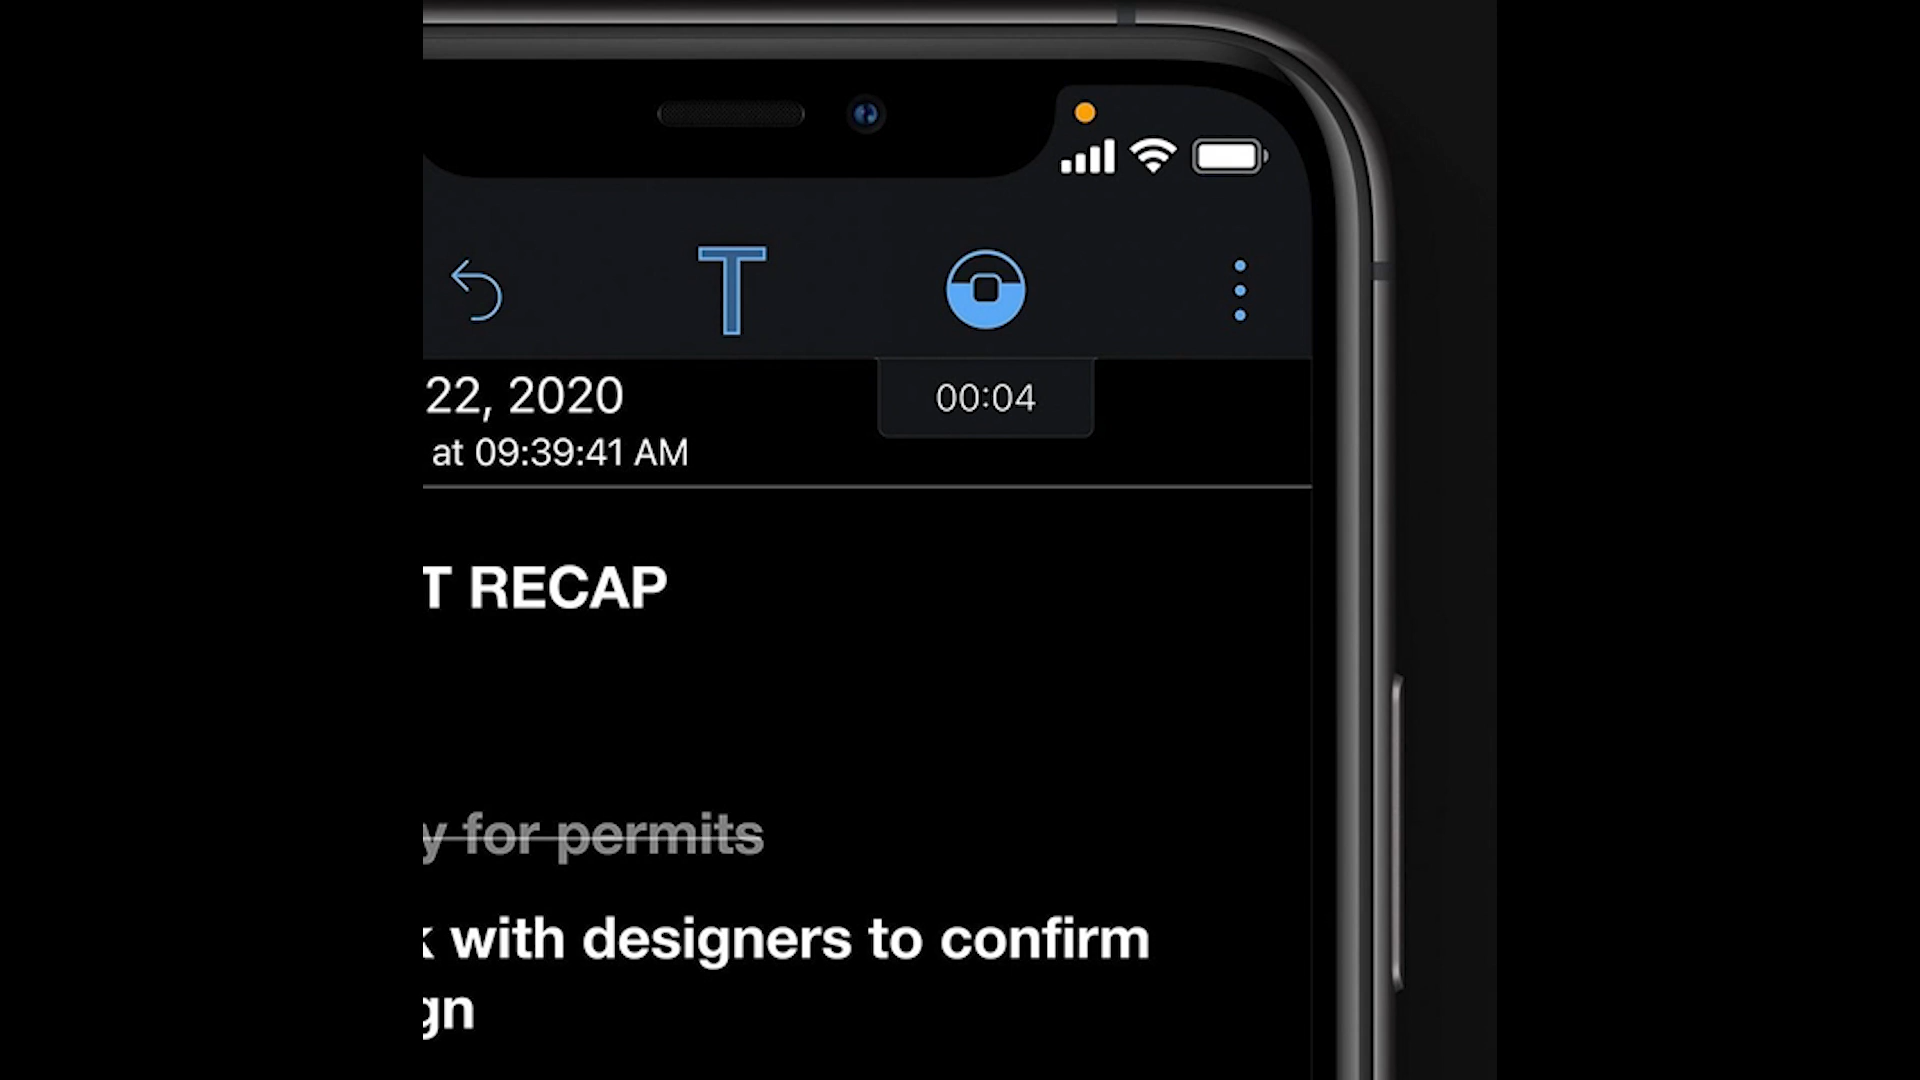 T
00:04
22, 2020
at 09:39:41 AM
T RECAP
y for permits
k with designers to confirm
gn